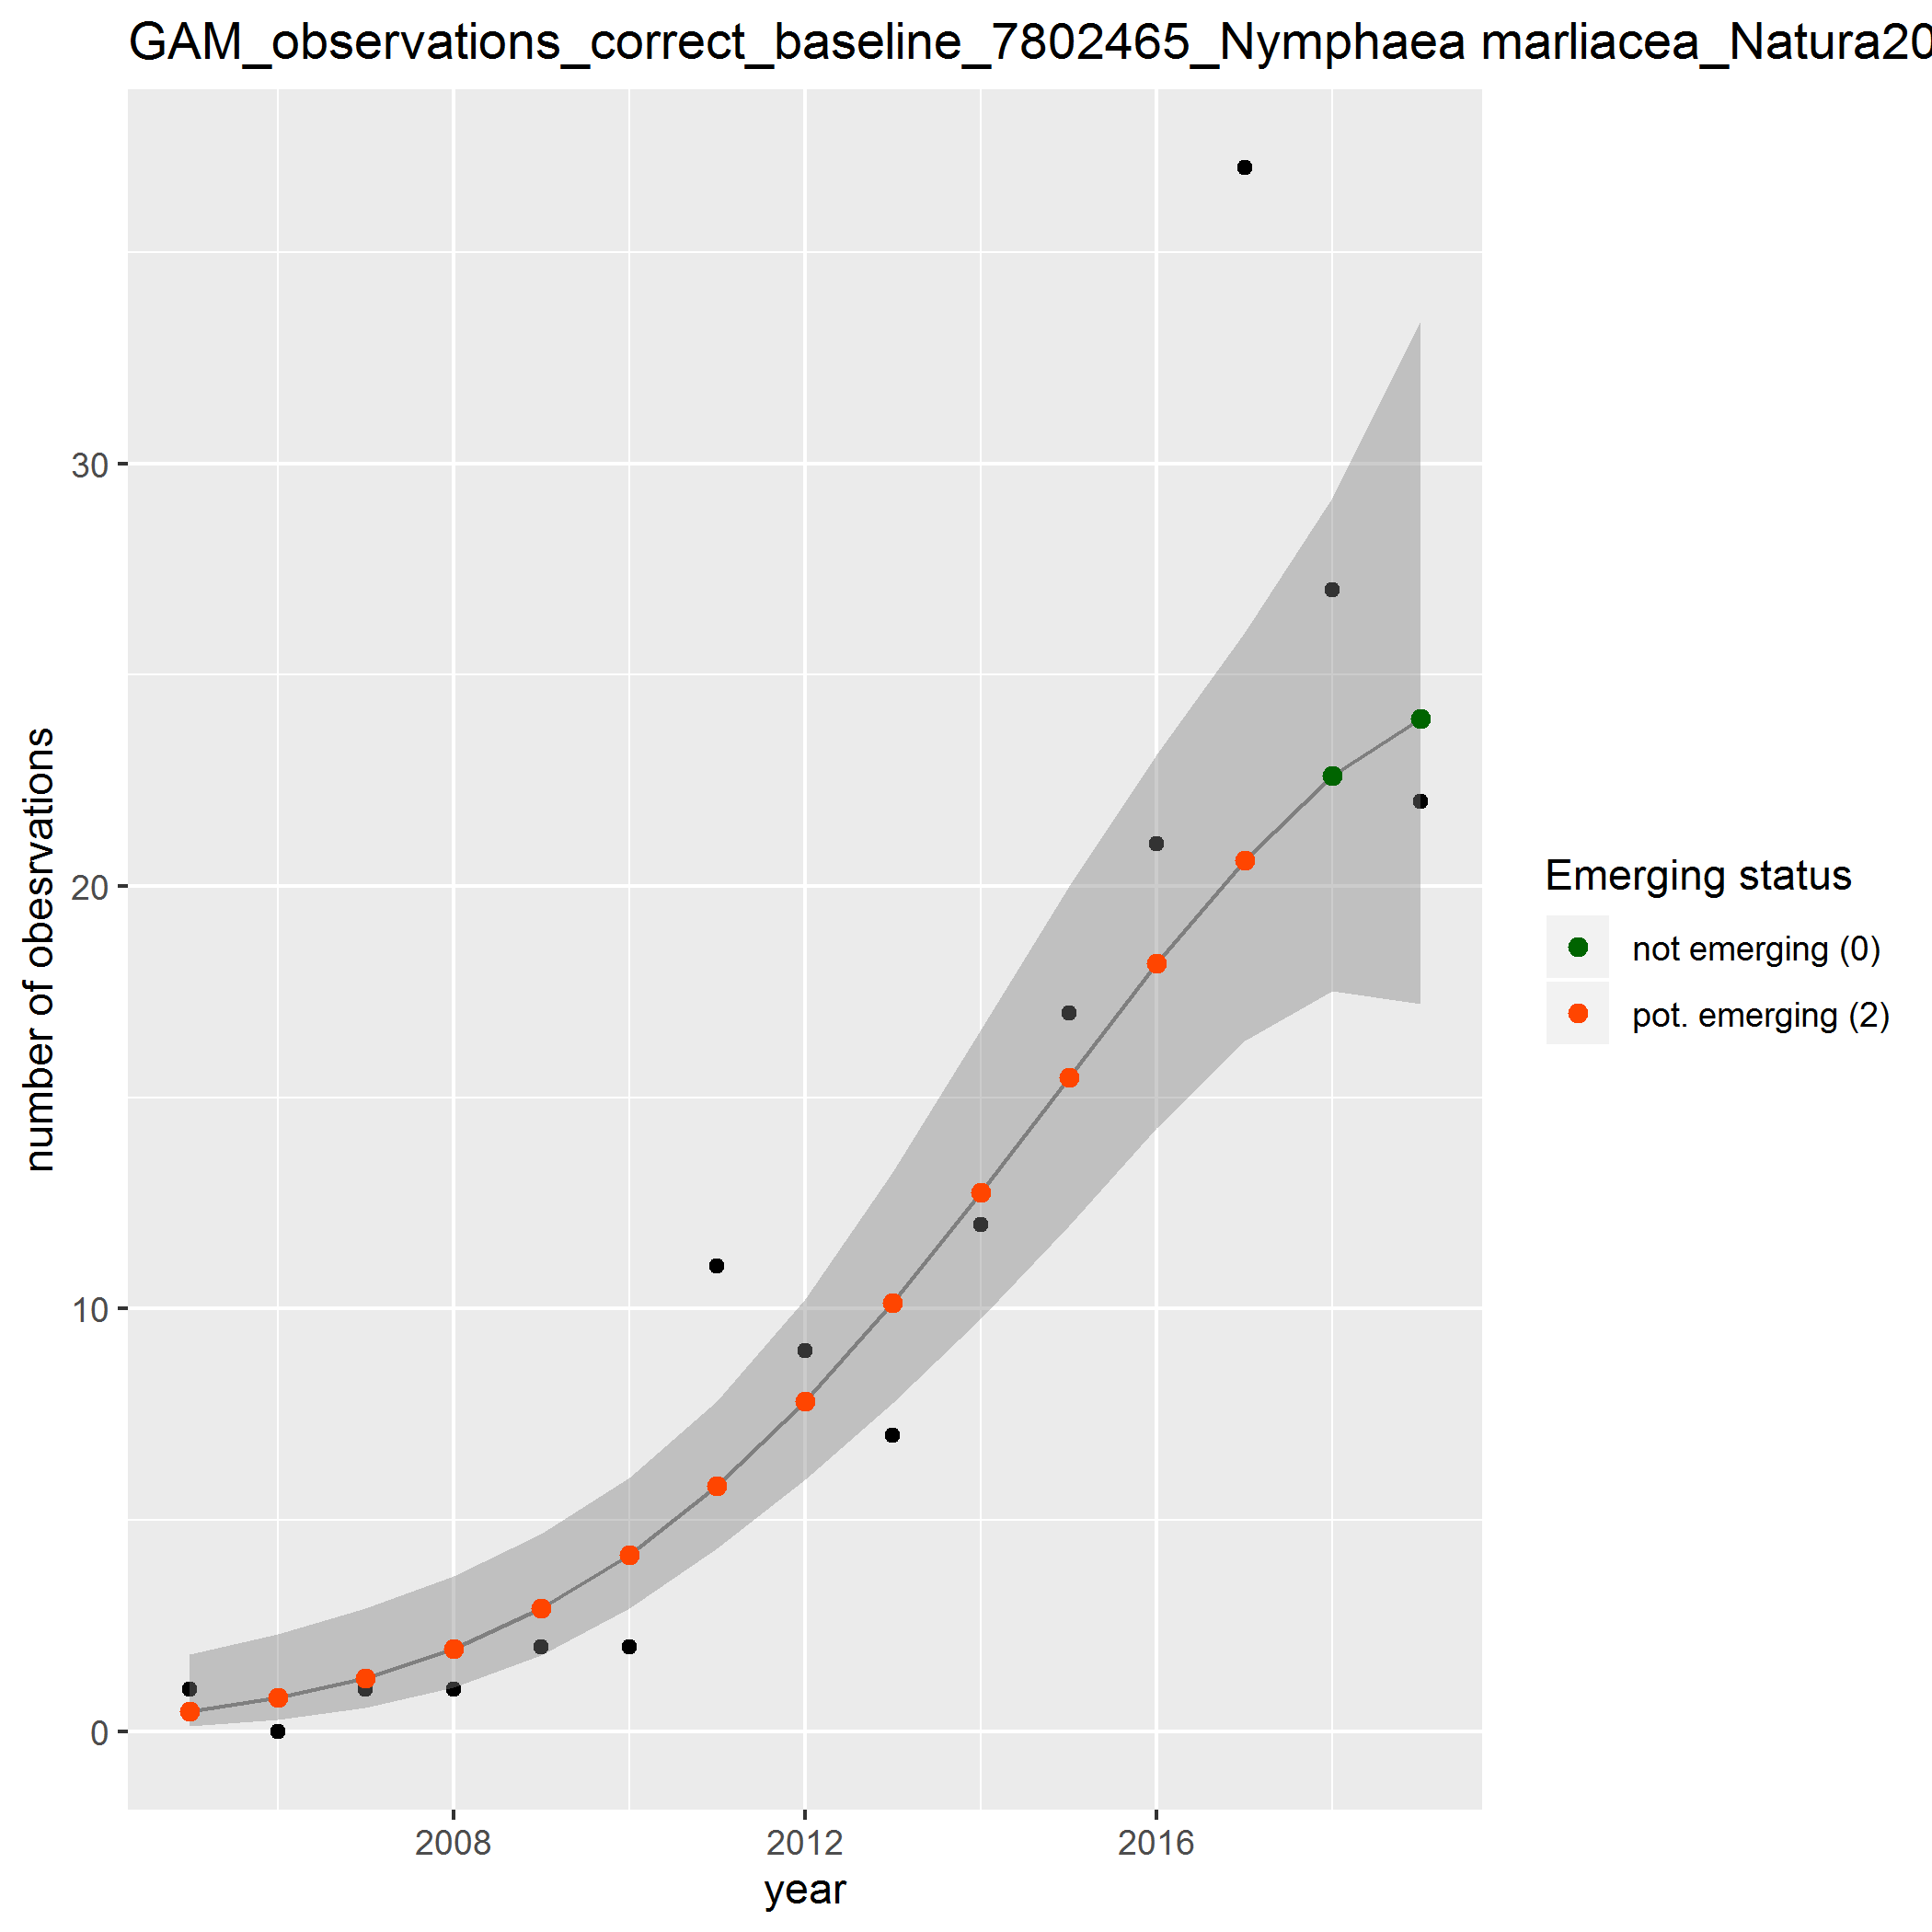 GAM_observations_correct_baseline_7802465_Nymphaea marliacea_Natura20
number of obesrvations
30
20
10
0
2008
2012
2016
year
Emerging status
not emerging (0)
pot. emerging (2)